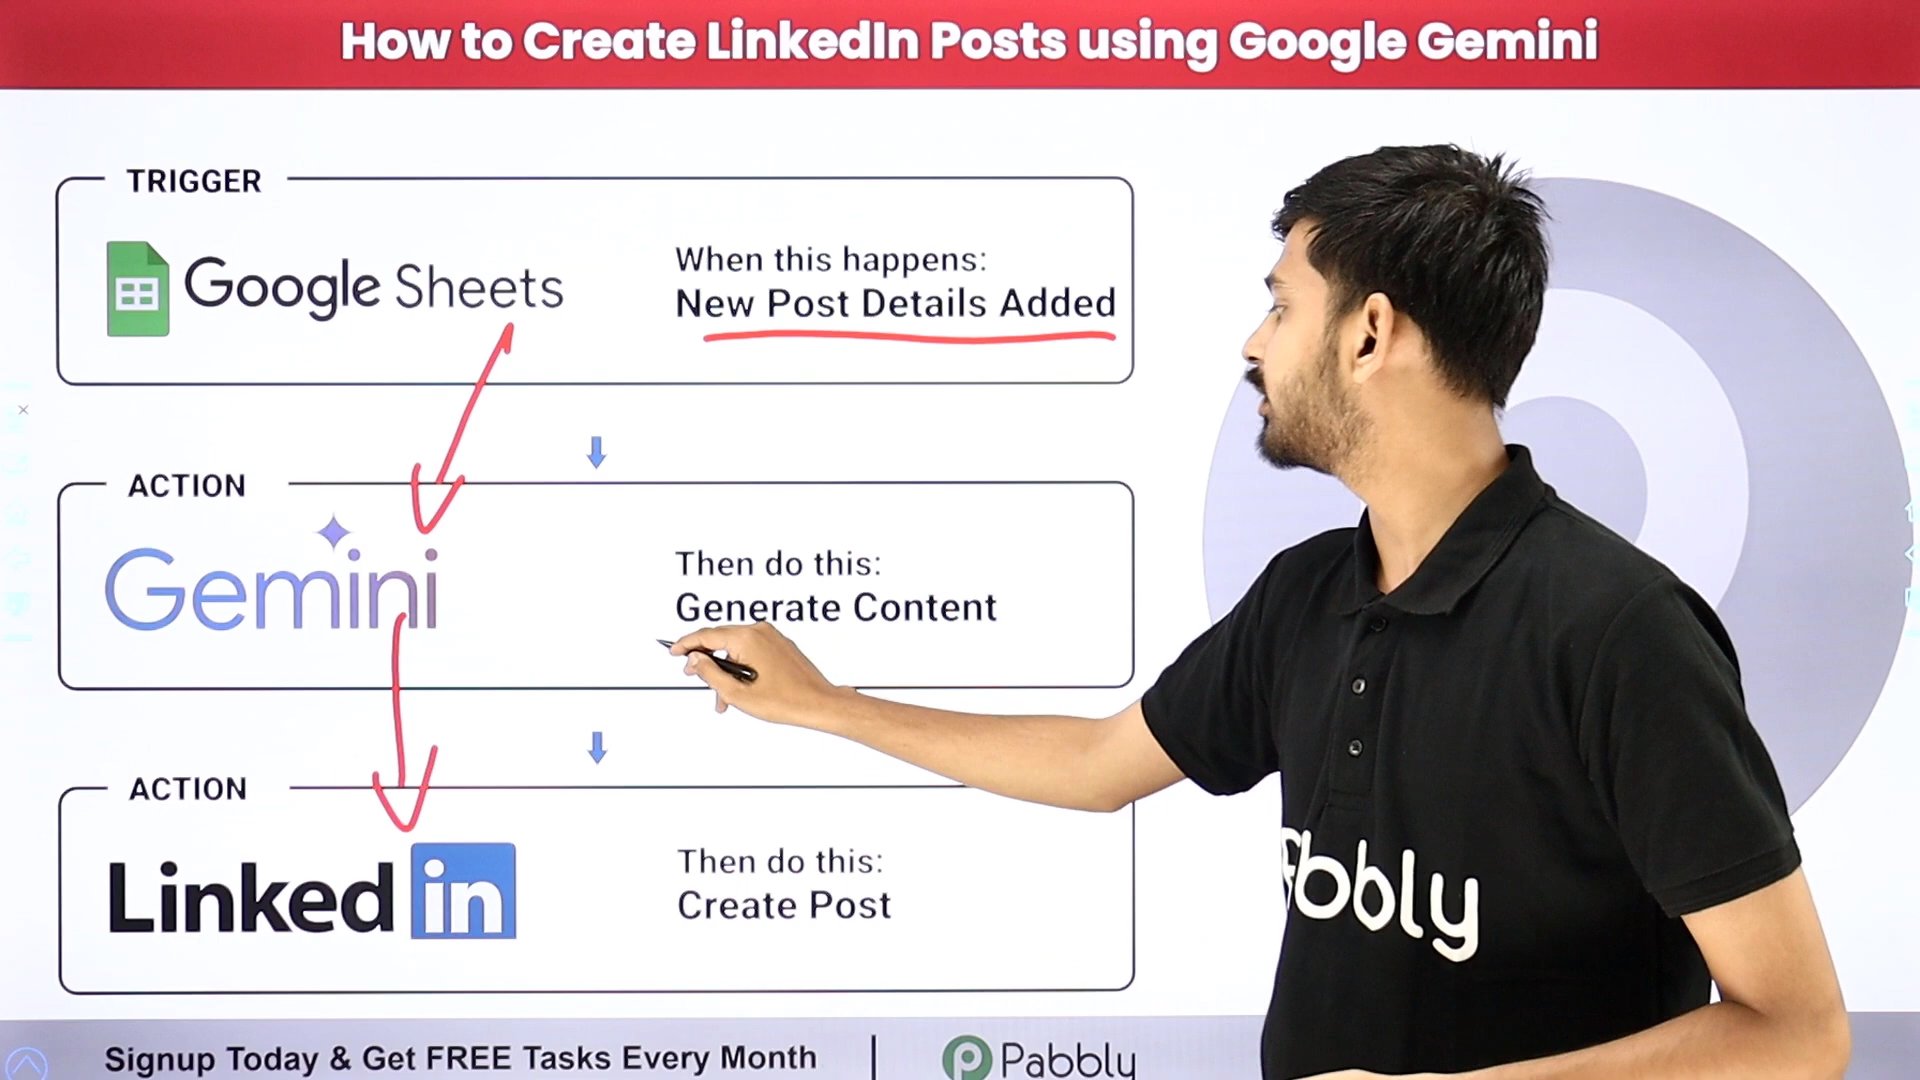 How to Create LinkedIn Posts using Google Gemini
TRIGGER
Google Sheets
When this happens:
New Post Details Added
ACTION
Gemini
Then do this:
Generate Content
ACTION
Linked in
Then do this:
Create Post
Signup Today & Get FREE Tasks Every Month
Pabbly